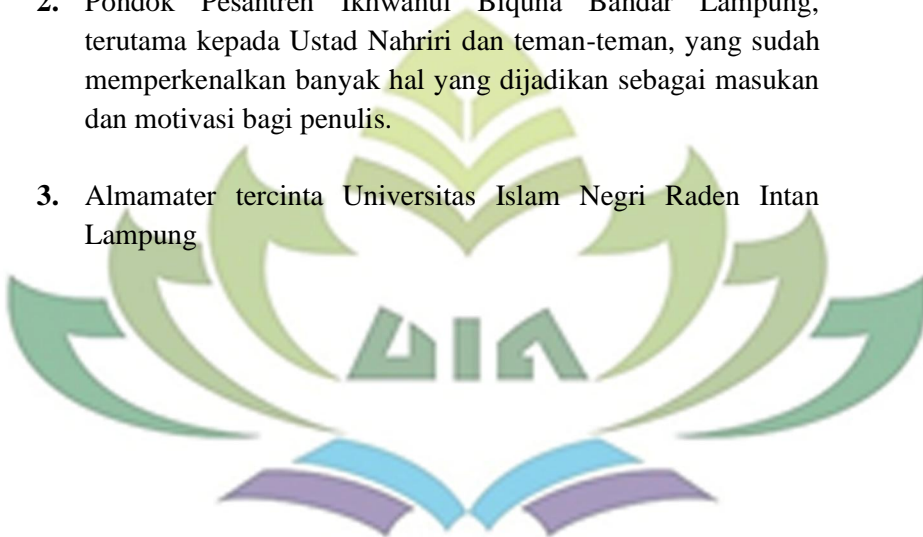 2. Pondok Pesantren Ikhwanul Biquna Bandar Lampung,
terutama kepada Ustad Nahriri dan teman-teman, yang sudah
memperkenalkan banyak hal yang dijadikan sebagai masukan
dan motivasi bagi penulis.
3. Almamater tercinta Universitas Islam Negri Raden Intan
Lampung
UIN